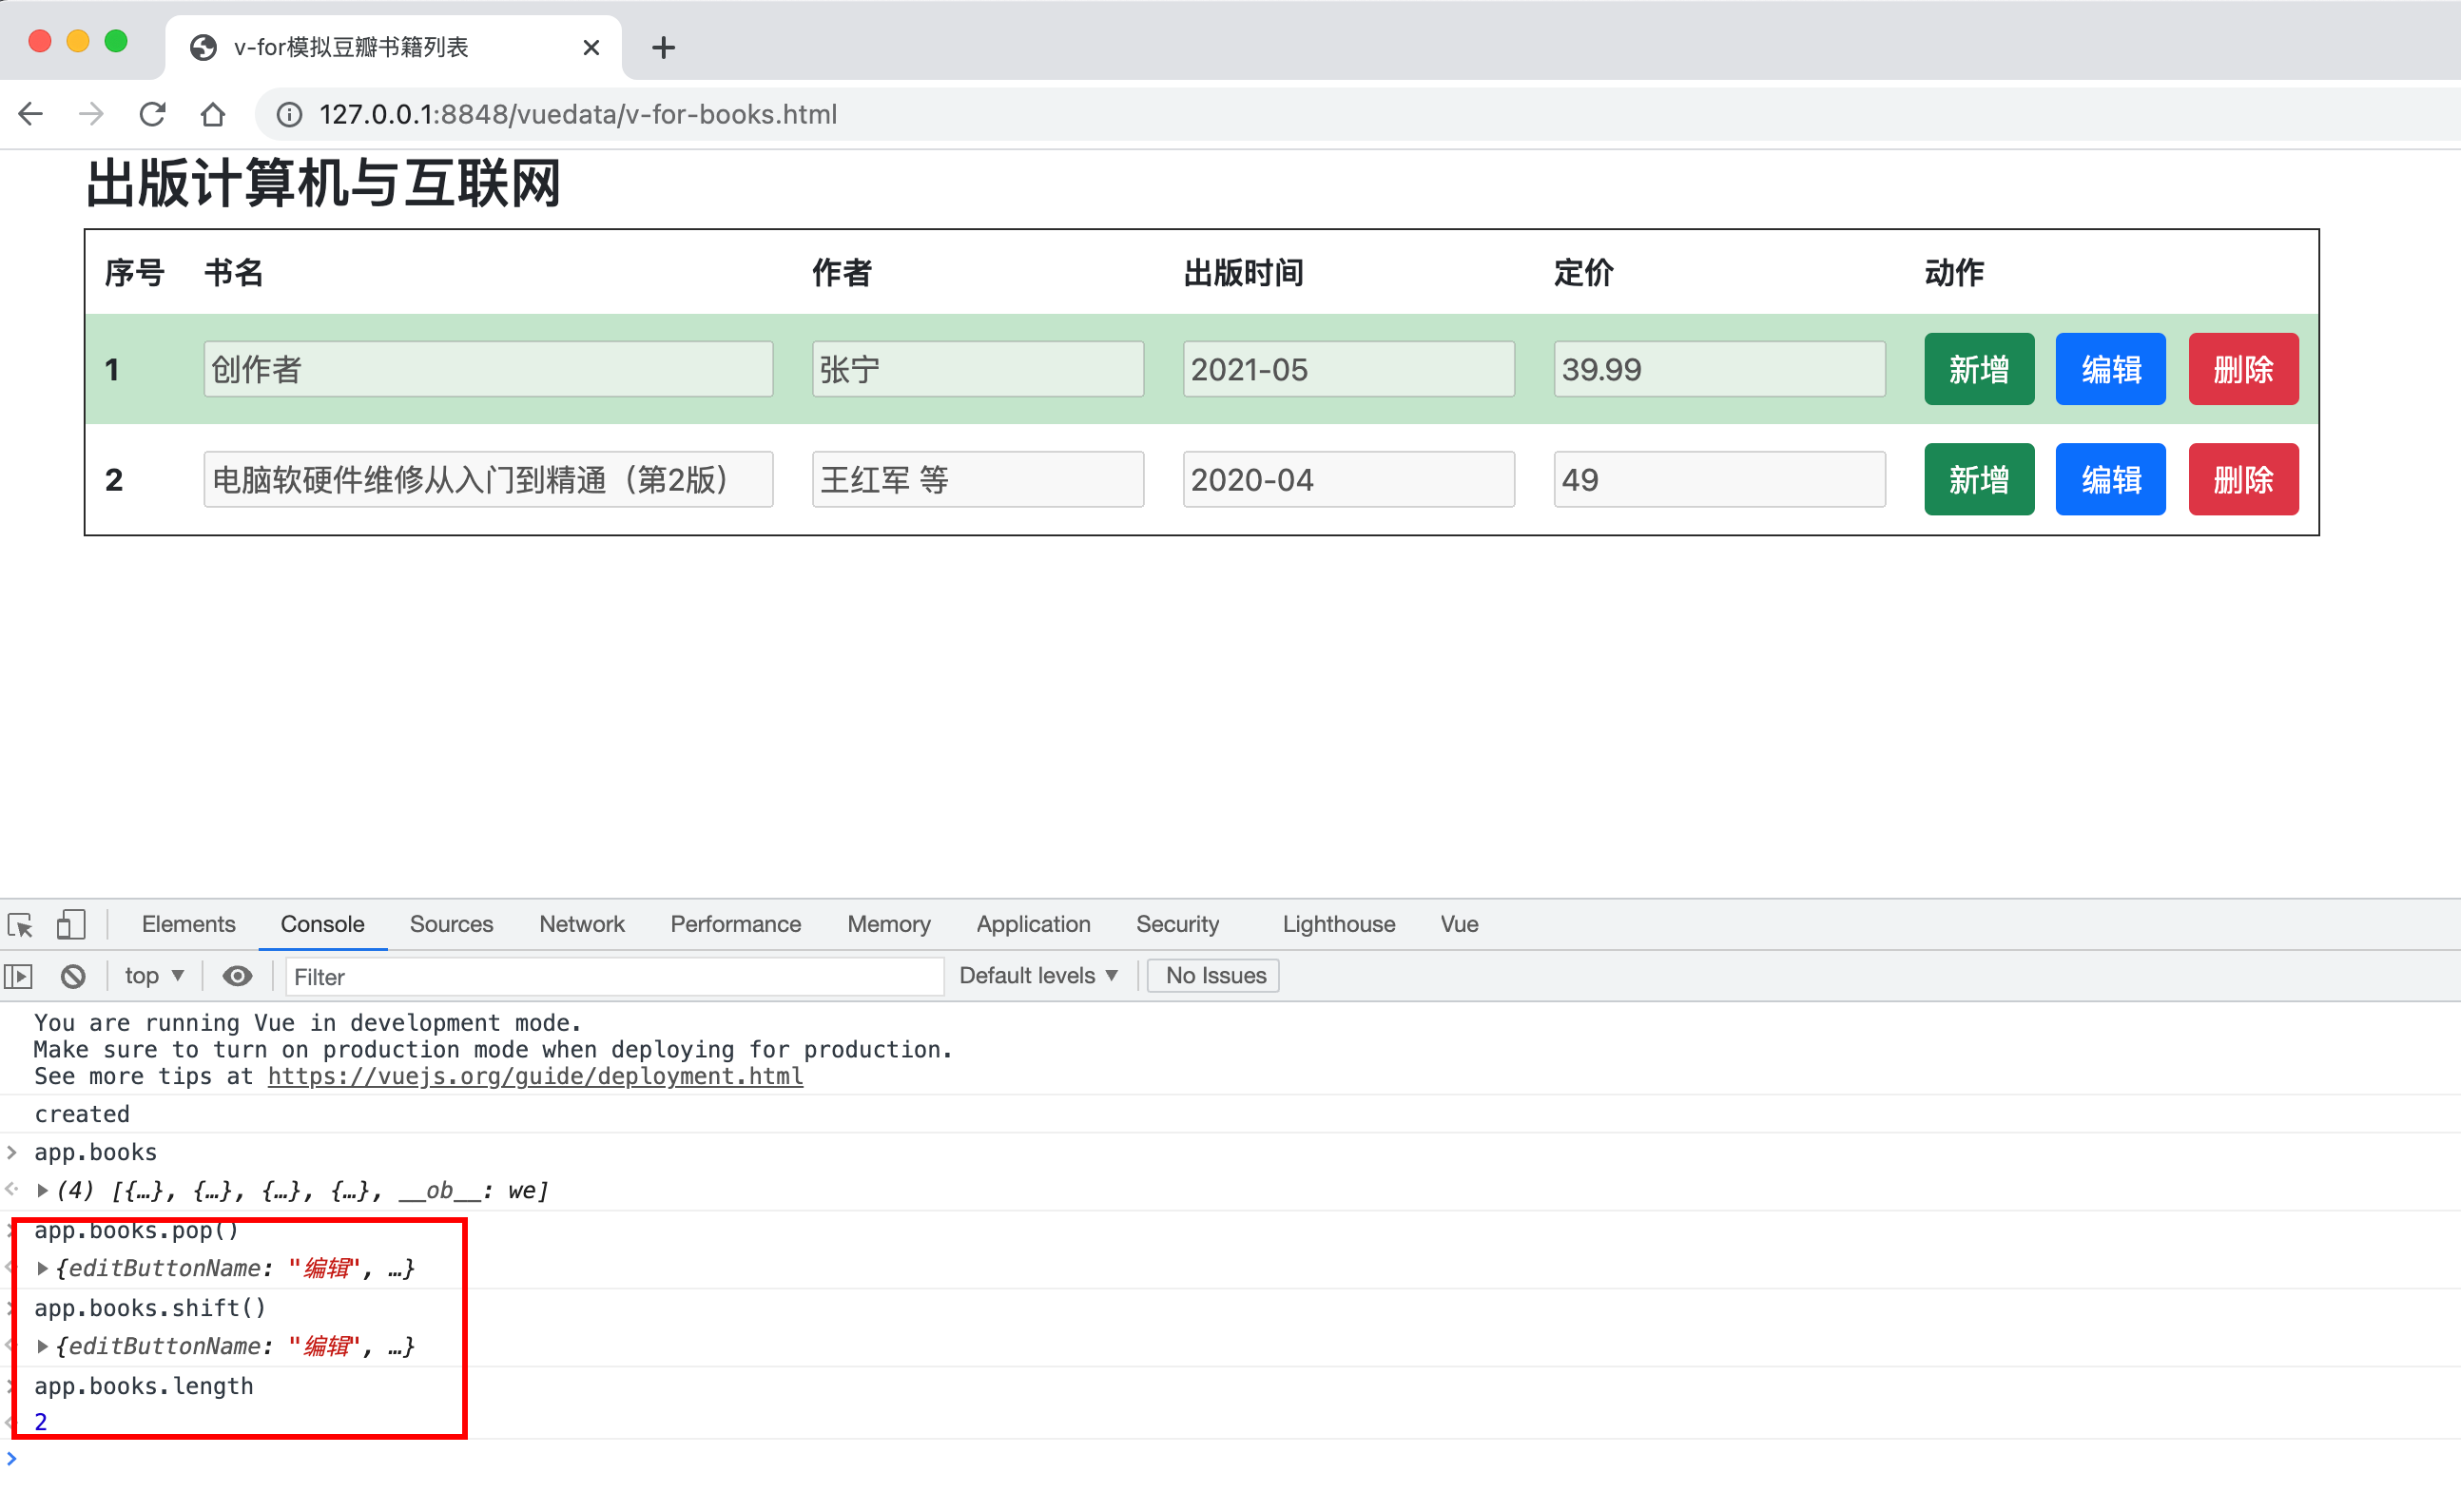 v-for模拟豆瓣书籍列表
127.0.0.1:8848/vuedata/v-for-books.html
出版计算机与互联网
序号 书名 作者 出版时间 定价 动作
1 创作者 张宁 2021-05 39.99 新增 编辑 删除
2 电脑软硬件维修从入门到精通（第2版） 王红军 等 2020-04 49 新增 编辑 删除
Elements Console Sources Network Performance Memory Application Security Lighthouse Vue
top ▼ Filter Default levels ▼ No Issues
You are running Vue in development mode.
Make sure to turn on production mode when deploying for production.
See more tips at https://vuejs.org/guide/deployment.html
created
app.books
(4) [{…}, {…}, {…}, {…}, __ob__: we]
app.books.pop()
{editButtonName: "编辑", …}
app.books.shift()
{editButtonName: "编辑", …}
app.books.length
2